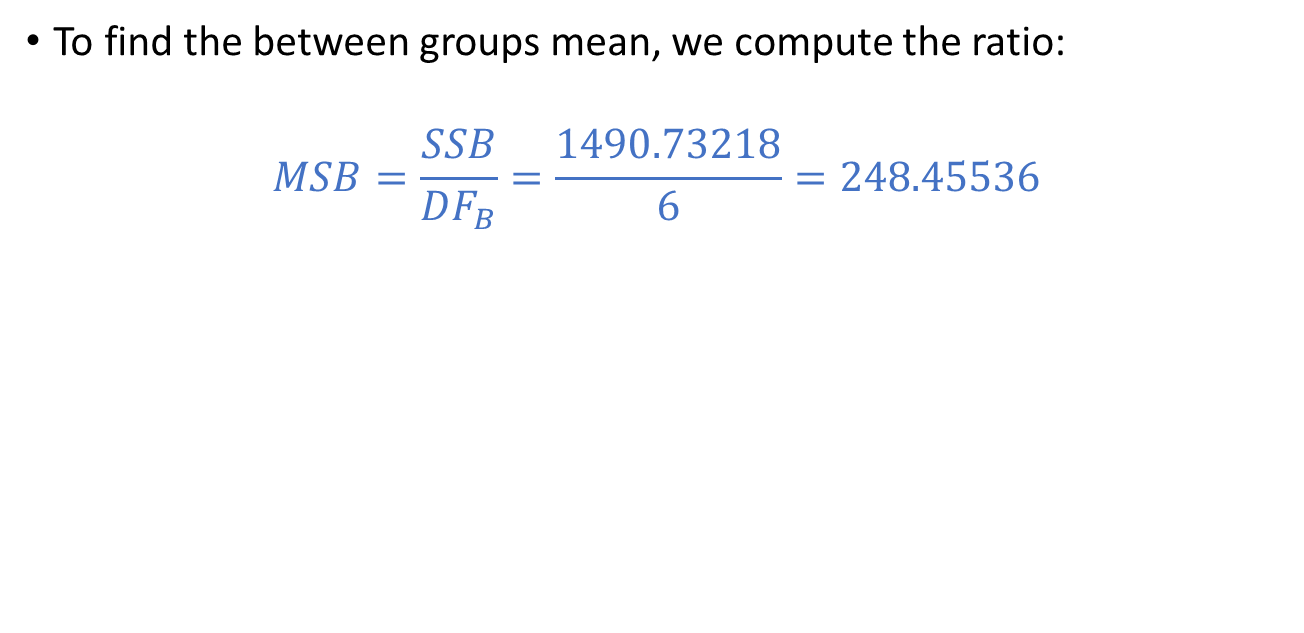 • To find the between groups mean, we compute the ratio:
MSB = SSB / DF_B = 1490.73218 / 6 = 248.45536